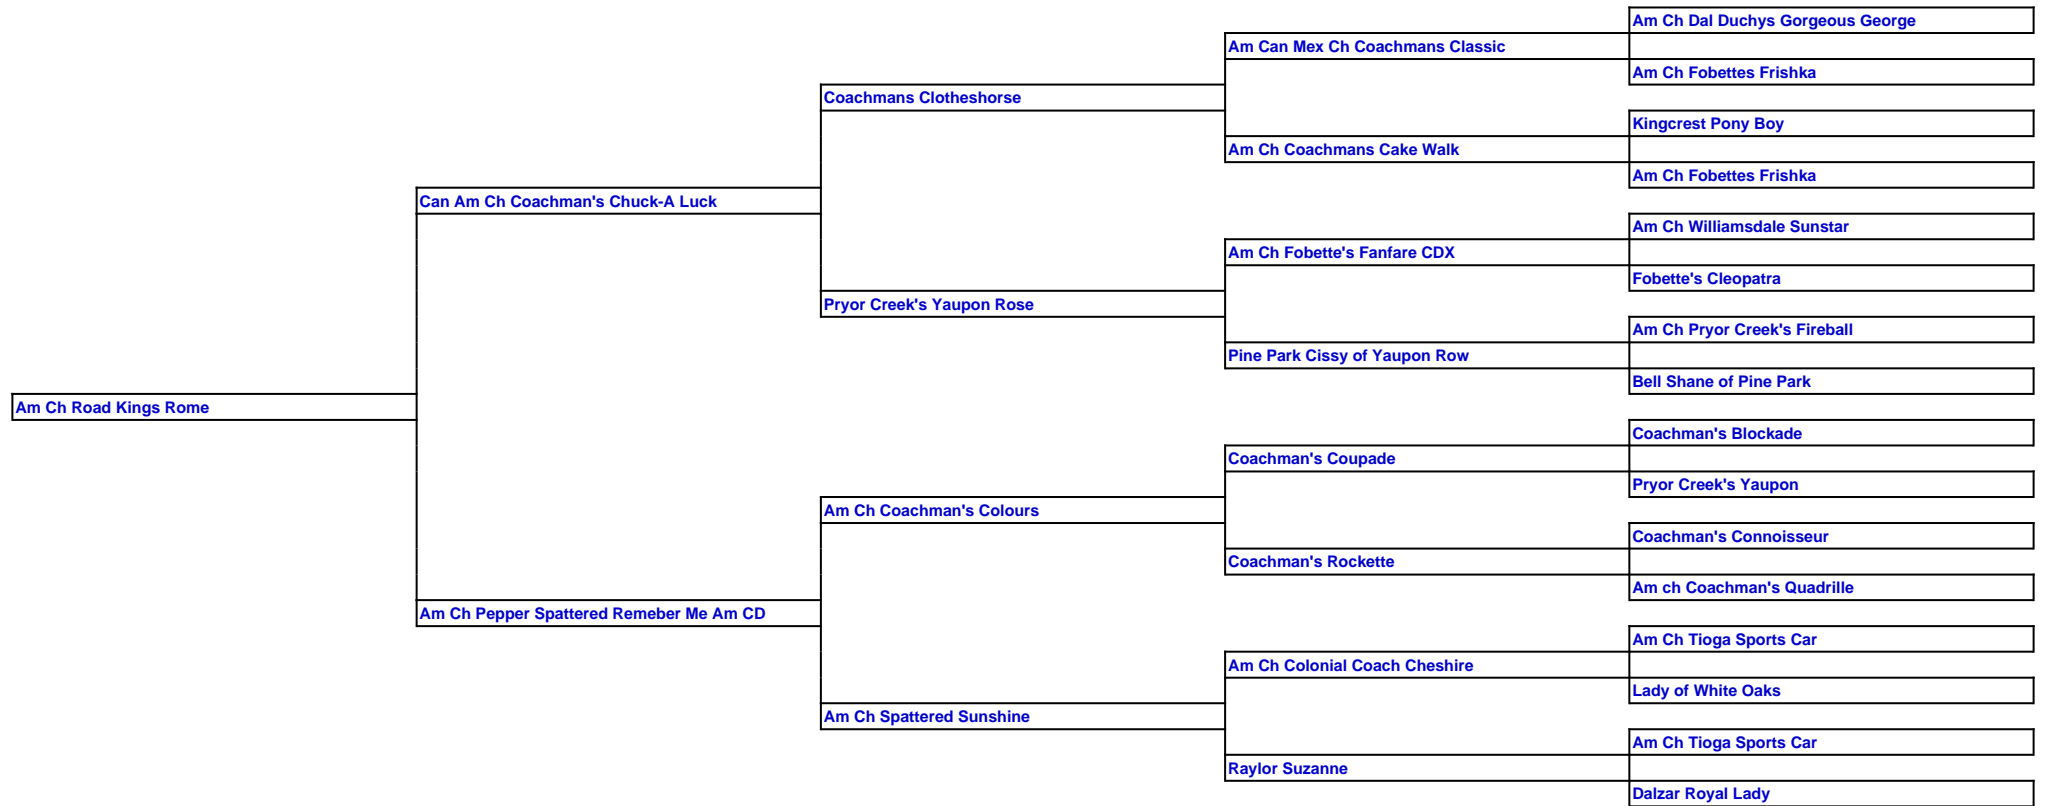 Am Ch Dal Duchys Gorgeous George
Am Can Mex Ch Coachmans Classic
Am Ch Fobettes Frishka
Coachmans Clotheshorse
Kingcrest Pony Boy
Am Ch Coachmans Cake Walk
Am Ch Fobettes Frishka
Can Am Ch Coachman's Chuck-A Luck
Am Ch Williamsdale Sunstar
Am Ch Fobette's Fanfare CDX
Fobette's Cleopatra
Pryor Creek's Yaupon Rose
Am Ch Pryor Creek's Fireball
Pine Park Cissy of Yaupon Row
Bell Shane of Pine Park
Am Ch Road Kings Rome
Coachman's Blockade
Coachman's Coupade
Pryor Creek's Yaupon
Am Ch Coachman's Colours
Coachman's Connoisseur
Coachman's Rockette
Am ch Coachman's Quadrille
Am Ch Pepper Spattered Remeber Me Am CD
Am Ch Tioga Sports Car
Am Ch Colonial Coach Cheshire
Lady of White Oaks
Am Ch Spattered Sunshine
Am Ch Tioga Sports Car
Raylor Suzanne
Dalzar Royal Lady